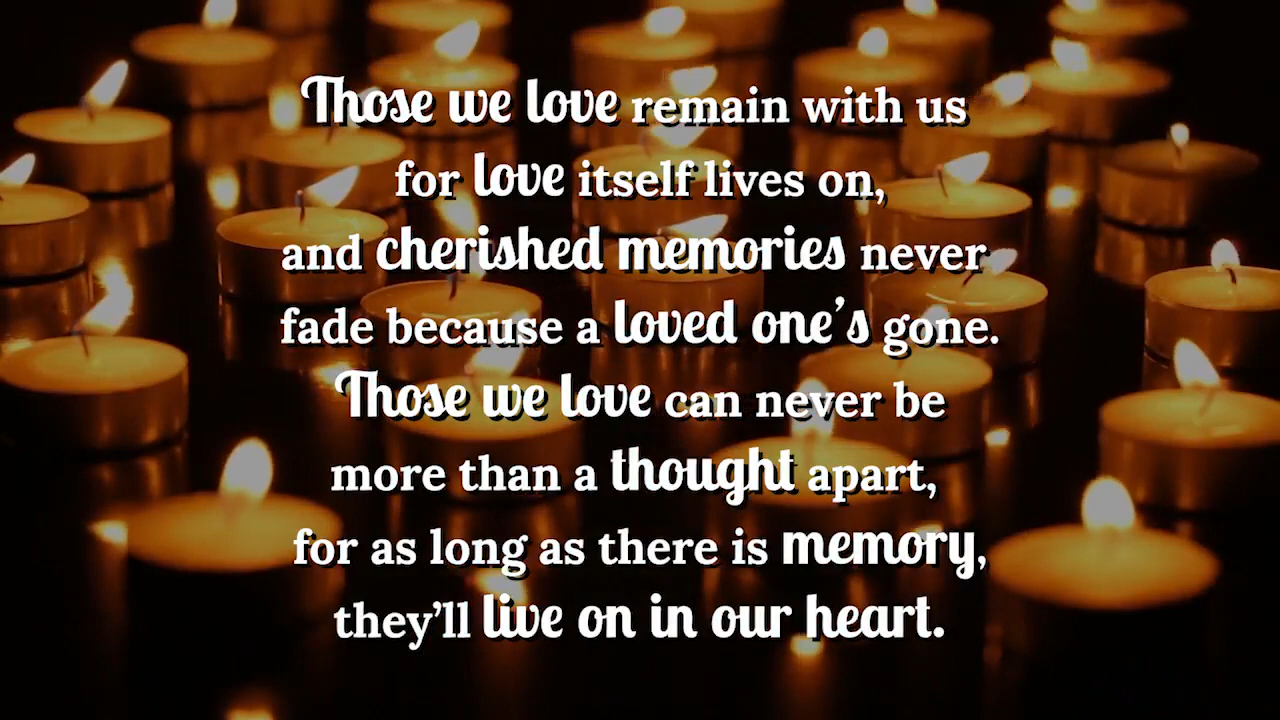 Those we love remain with us
for love itself lives on,
and cherished memories never
fade because a loved one’s gone.
Those we love can never be
more than a thought apart,
for as long as there is memory,
they’ll live on in our heart.